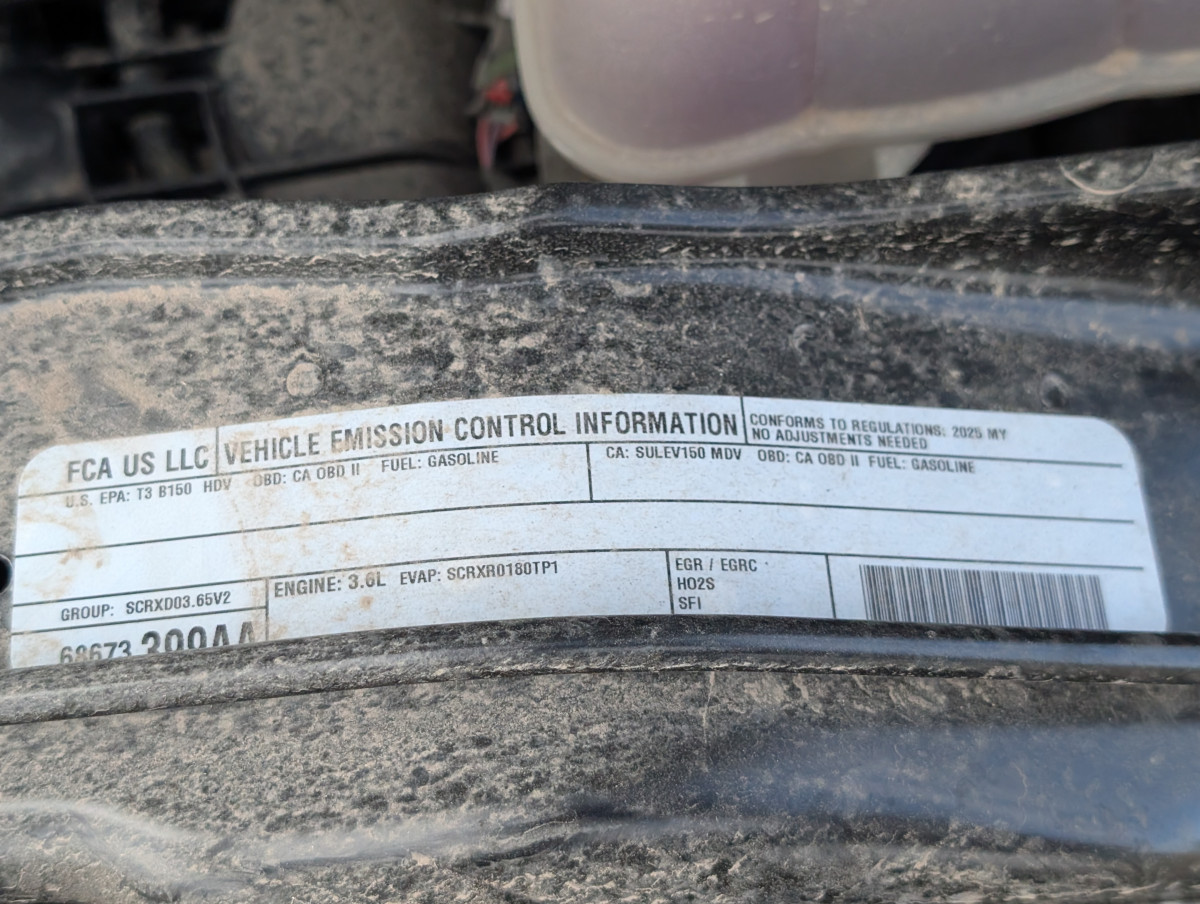 FCA US LLC
VEHICLE EMISSION CONTROL INFORMATION
CONFORMS TO REGULATIONS: 2025 MY
NO ADJUSTMENTS NEEDED
U.S. EPA: T3 B150 HDV OBD: CA OBD II FUEL: GASOLINE
CA: SULEV150 MDV OBD: CA OBD II FUEL: GASOLINE
GROUP: SCRXD03.65V2
ENGINE: 3.6L EVAP: SCRXR0180TP1
EGR / EGRC
HO2S
SFI
68673 399AA